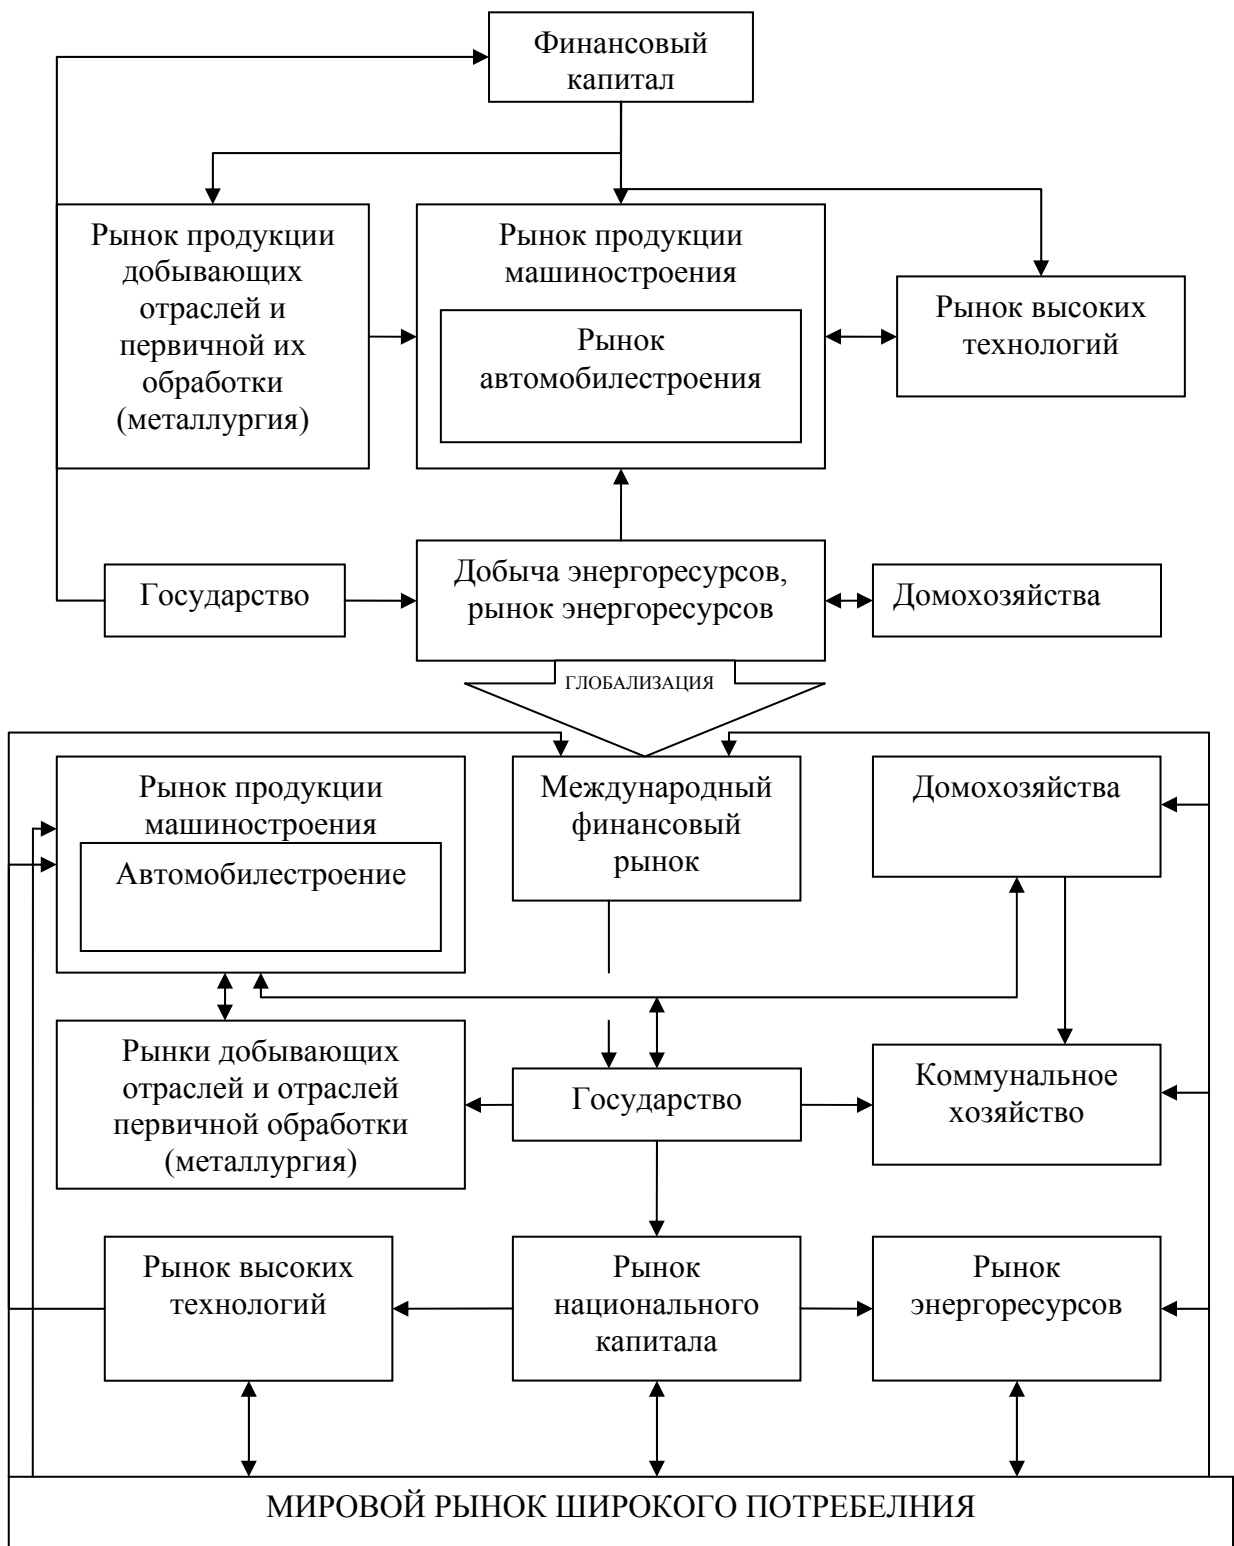 Финансовый
капитал
Рынок продукции
добывающих
отраслей и
первичной их
обработки
(металлургия)
Рынок продукции
машиностроения
Рынок
автомобилестроения
Рынок высоких
технологий
Государство
Добыча энергоресурсов,
рынок энергоресурсов
Домохозяйства
ГЛОБАЛИЗАЦИЯ
Рынок продукции
машиностроения
Автомобилестроение
Международный
финансовый
рынок
Домохозяйства
Рынки добывающих
отраслей и отраслей
первичной обработки
(металлургия)
Государство
Коммунальное
хозяйство
Рынок высоких
технологий
Рынок
национального
капитала
Рынок
энергоресурсов
МИРОВОЙ РЫНОК ШИРОКОГО ПОТРЕБЕЛНИЯ